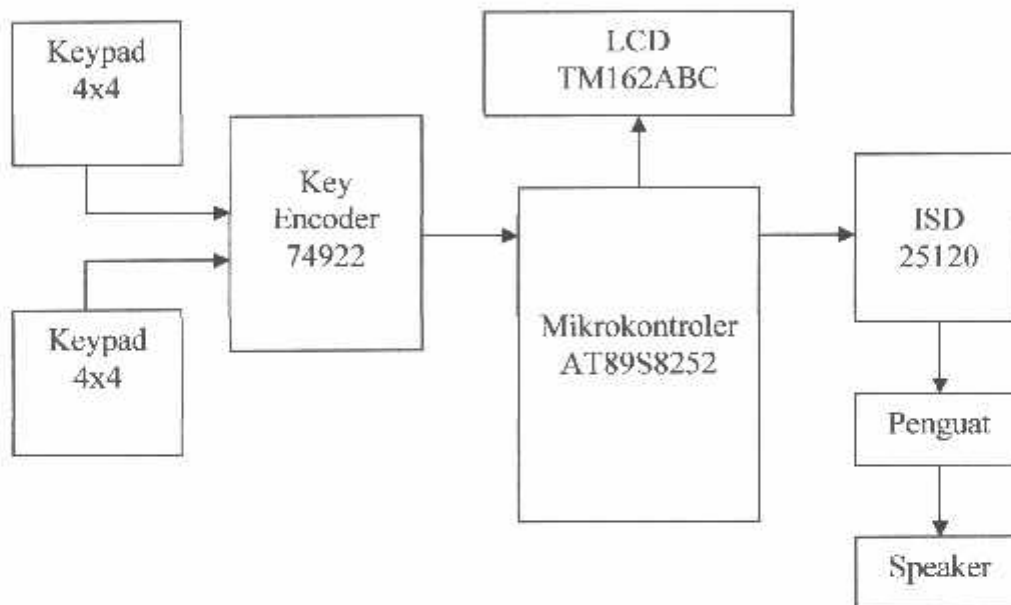 Keypad
4x4
LCD
TM162ABC
Key
Encoder
74922
ISD
25120
Keypad
4x4
Mikrokontroler
AT89S8252
Penguat
Speaker